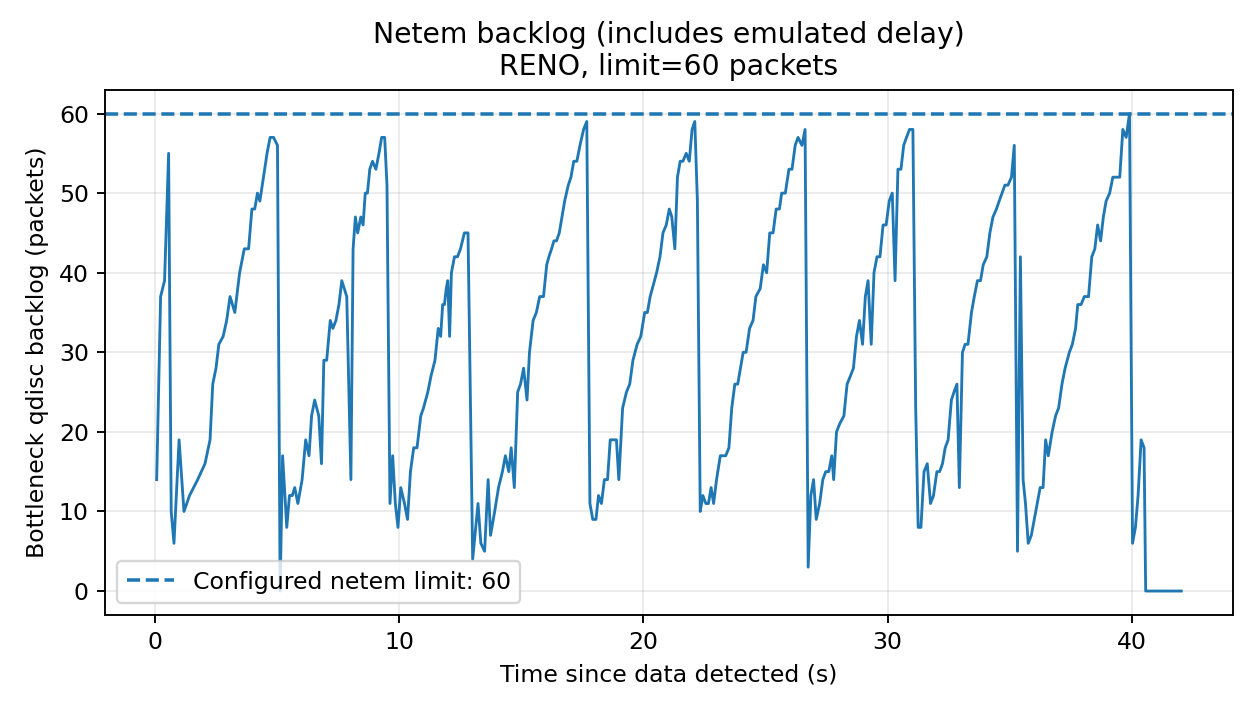 Netem backlog (includes emulated delay)
RENO, limit=60 packets
Bottleneck qdisc backlog (packets)
60
50
40
30
20
10
0
Configured netem limit: 60
0
10
20
30
40
Time since data detected (s)